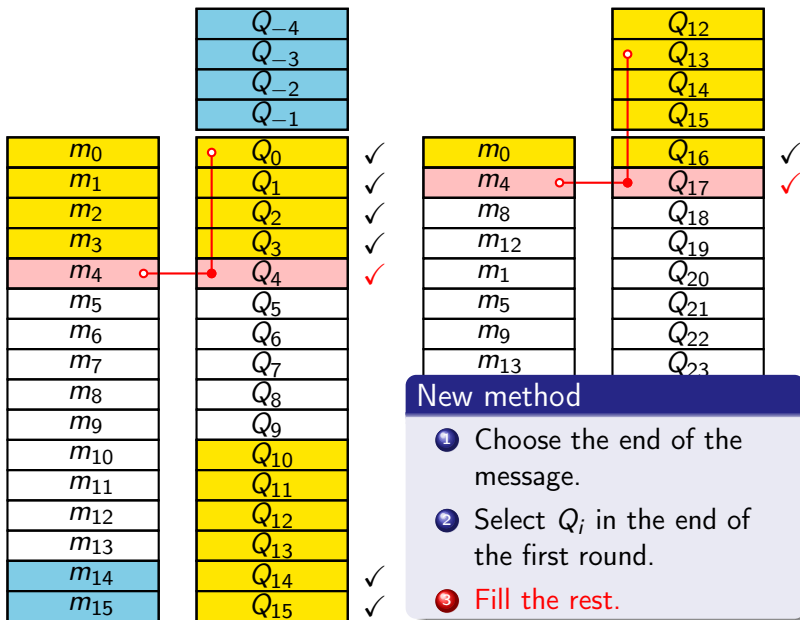 Q₋₄
Q₋₃
Q₋₂
Q₋₁
m₀ Q₀ ✓
m₁ Q₁ ✓
m₂ Q₂ ✓
m₃ Q₃ ✓
m₄ Q₄ ✓
m₅ Q₅
m₆ Q₆
m₇ Q₇
m₈ Q₈
m₉ Q₉
m₁₀ Q₁₀
m₁₁ Q₁₁
m₁₂ Q₁₂
m₁₃ Q₁₃
m₁₄ Q₁₄ ✓
m₁₅ Q₁₅ ✓
Q₁₂
Q₁₃
Q₁₄
Q₁₅
m₀ Q₁₆ ✓
m₄ Q₁₇ ✓
m₈ Q₁₈
m₁₂ Q₁₉
m₁ Q₂₀
m₅ Q₂₁
m₉ Q₂₂
m₁₃ Q₂₃
New method
1 Choose the end of the
message.
2 Select Qᵢ in the end of
the first round.
3 Fill the rest.